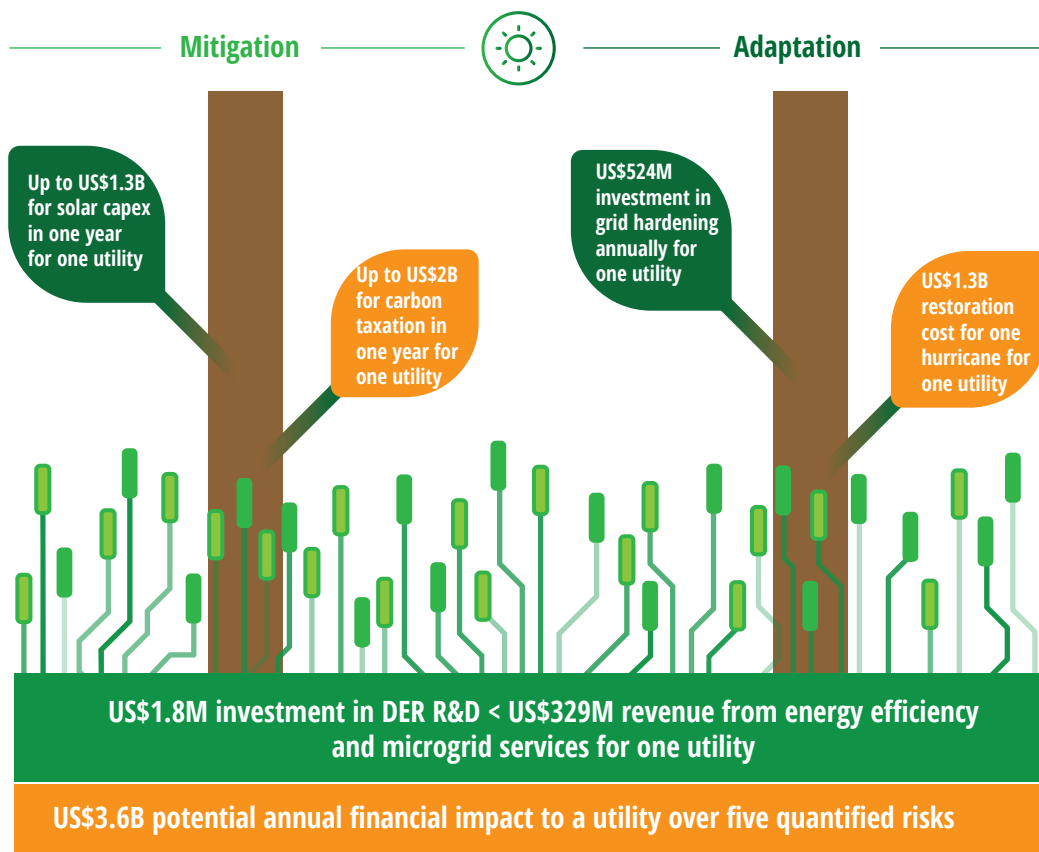 Mitigation
Adaptation
Up to US$1.3B
for solar capex
in one year
for one utility
Up to US$2B
for carbon
taxation in
one year for
one utility
US$524M
investment in
grid hardening
annually for
one utility
US$1.3B
restoration
cost for one
hurricane for
one utility
US$1.8M investment in DER R&D < US$329M revenue from energy efficiency
and microgrid services for one utility
US$3.6B potential annual financial impact to a utility over five quantified risks